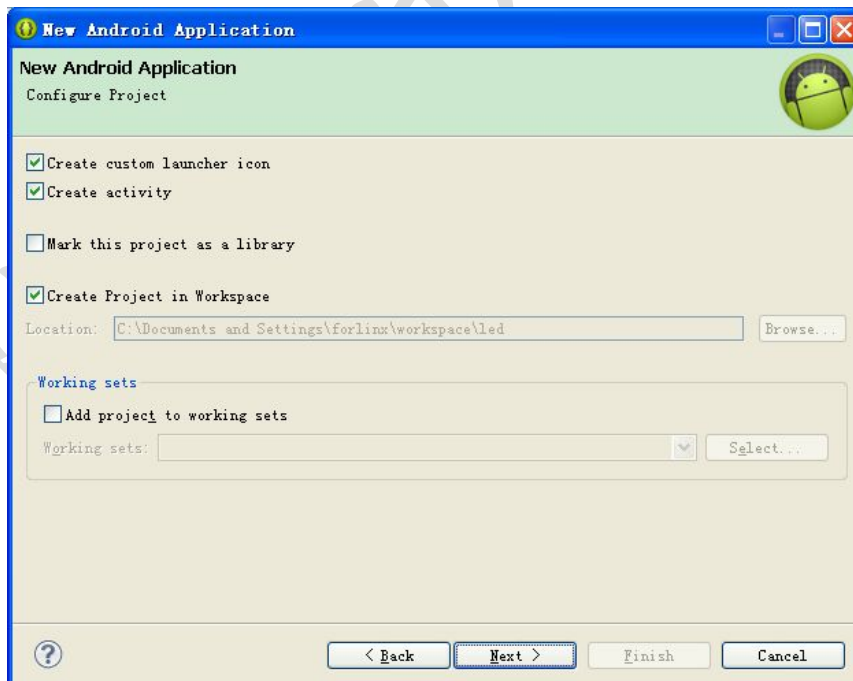 New Android Application
New Android Application
Configure Project
Create custom launcher icon
Create activity
Mark this project as a library
Create Project in Workspace
Location: C:\Documents and Settings\forlinx\workspace\led Browse...
Working sets
Add project to working sets
Working sets: Select...
? < Back Next > Finish Cancel